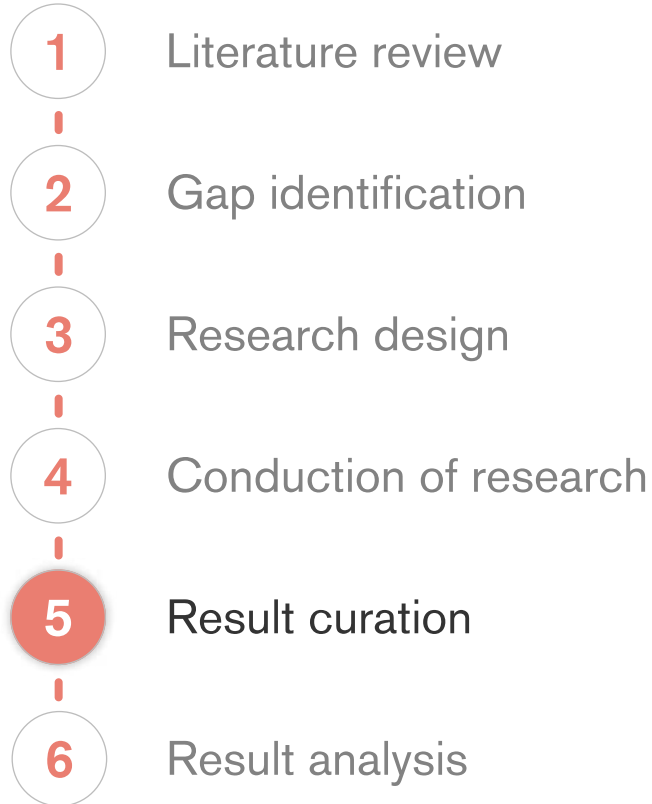 1 Literature review
2 Gap identification
3 Research design
4 Conduction of research
5 Result curation
6 Result analysis